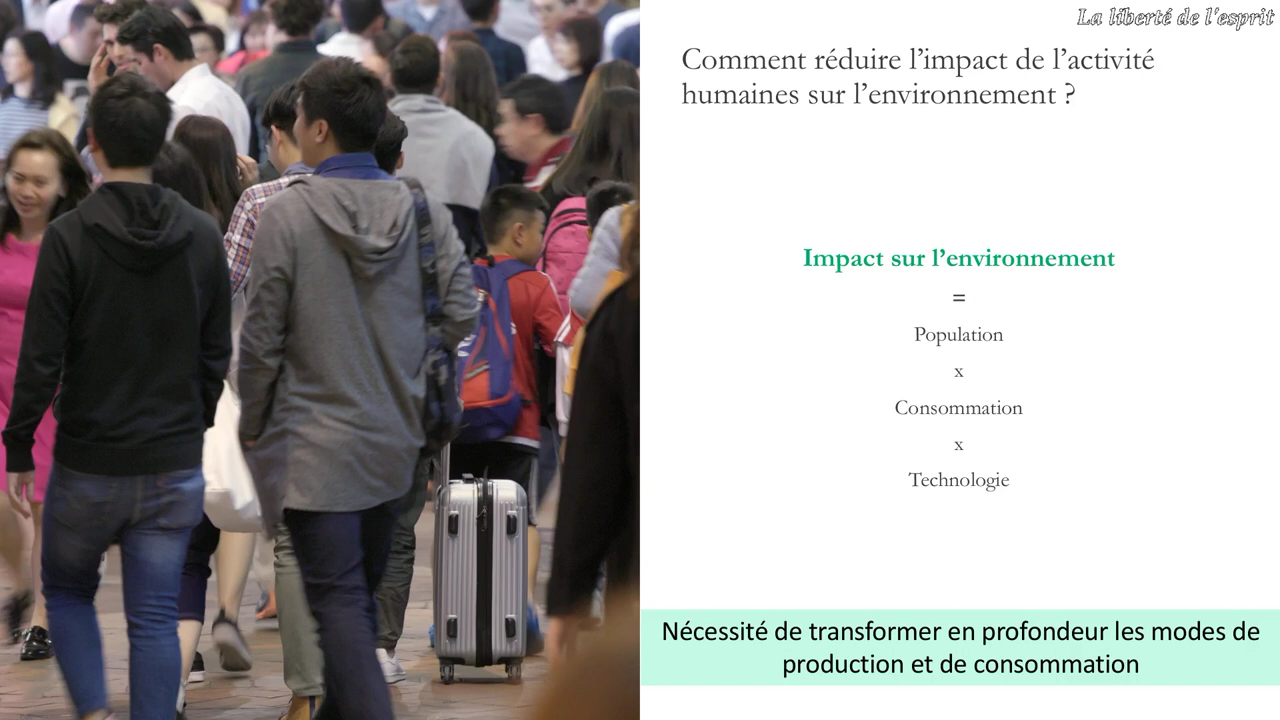 La liberté de l'esprit
Comment réduire l’impact de l’activité
humaines sur l’environnement ?
Impact sur l’environnement
=
Population
x
Consommation
x
Technologie
Nécessité de transformer en profondeur les modes de
production et de consommation